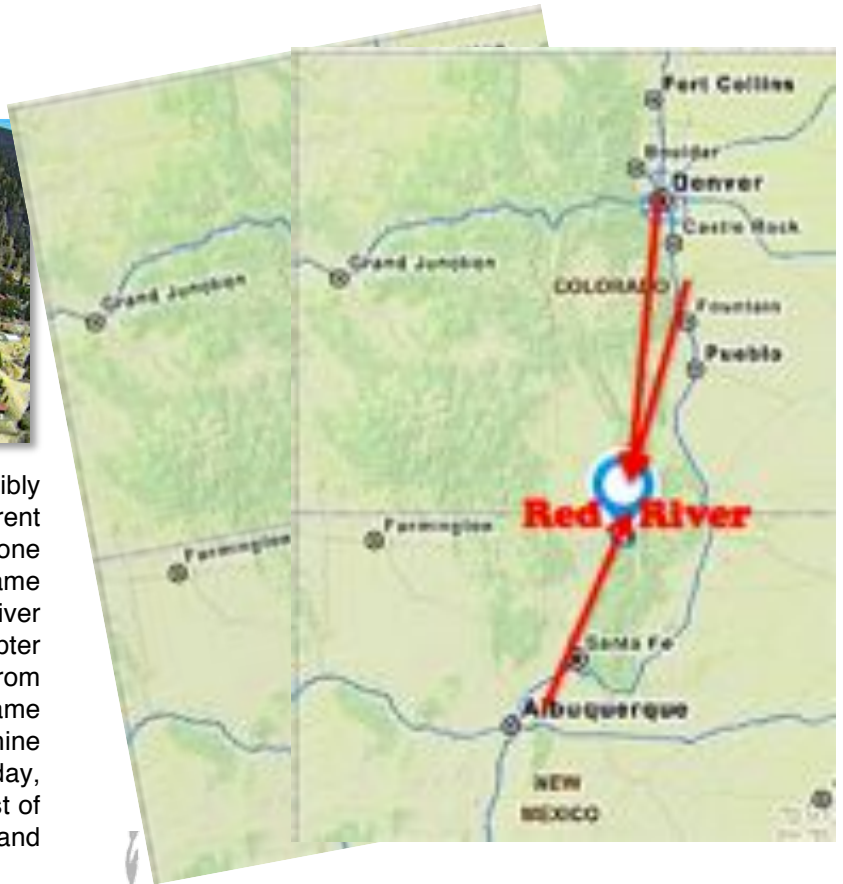 ibly
rent
one
ame
iver
pter
rom
ame
nine
day,
st of
and
Grand Junction
Farmington
Fort Collins
Boulder
Denver
Castle Rock
Grand Junction
COLORADO
Fountain
Pueblo
Red River
Farmington
Santa Fe
Albuquerque
NEW
MEXICO